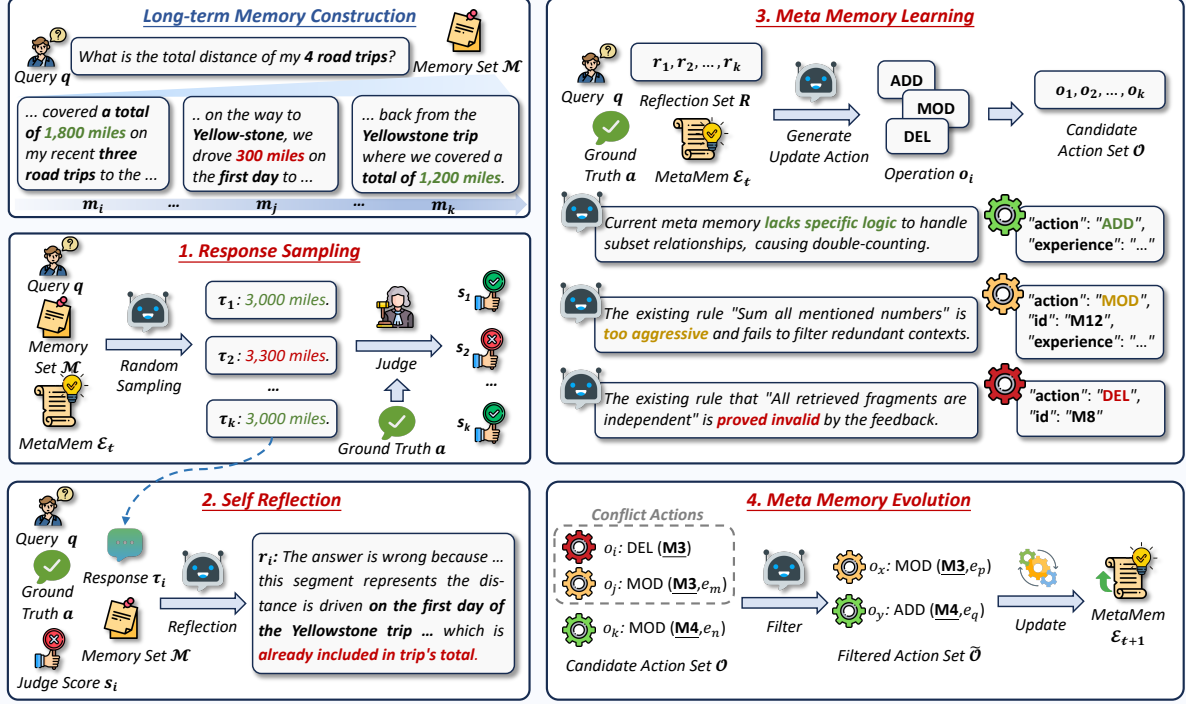 Long-term Memory Construction
Query q
What is the total distance of my 4 road trips?
Memory Set ℳ
... covered a total
of 1,800 miles on
my recent three
road trips to the ...
.. on the way to
Yellow-stone, we
drove 300 miles on
the first day to ...
... back from the
Yellowstone trip
where we covered a
total of 1,200 miles.
m_i ... m_j ... m_k
1. Response Sampling
Query q
Memory
Set ℳ
MetaMem ℰ_t
Random
Sampling
τ_1: 3,000 miles.
τ_2: 3,300 miles.
...
τ_k: 3,000 miles.
Judge
Ground Truth a
s_1
s_2
...
s_k
2. Self Reflection
Query q
Ground
Truth a
Judge Score s_i
Response τ_i
Memory Set ℳ
Reflection
r_i: The answer is wrong because ...
this segment represents the dis-
tance is driven on the first day of
the Yellowstone trip ... which is
already included in trip's total.
3. Meta Memory Learning
Query q
Ground
Truth a
r_1, r_2, ..., r_k
Reflection Set R
MetaMem ℰ_t
Generate
Update Action
ADD
MOD
DEL
Operation o_i
o_1, o_2, ..., o_k
Candidate
Action Set 𝒪
Current meta memory lacks specific logic to handle
subset relationships, causing double-counting.
"action": "ADD",
"experience": "..."
The existing rule "Sum all mentioned numbers" is
too aggressive and fails to filter redundant contexts.
"action": "MOD",
"id": "M12",
"experience": "..."
The existing rule that "All retrieved fragments are
independent" is proved invalid by the feedback.
"action": "DEL",
"id": "M8"
4. Meta Memory Evolution
Conflict Actions
o_i: DEL (M3)
o_j: MOD (M3,e_m)
o_k: MOD (M4,e_n)
Candidate Action Set 𝒪
Filter
o_x: MOD (M3,e_p)
o_y: ADD (M4,e_q)
Filtered Action Set 𝒪̃
Update
MetaMem
ℰ_{t+1}